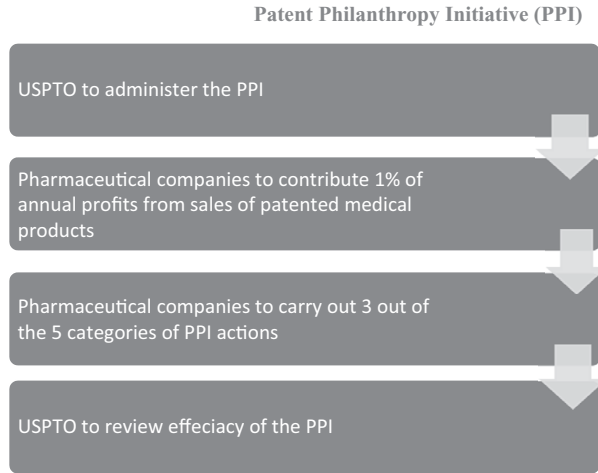 Patent Philanthropy Initiative (PPI)
USPTO to administer the PPI
Pharmaceutical companies to contribute 1% of
annual profits from sales of patented medical
products
Pharmaceutical companies to carry out 3 out of
the 5 categories of PPI actions
USPTO to review effeciacy of the PPI